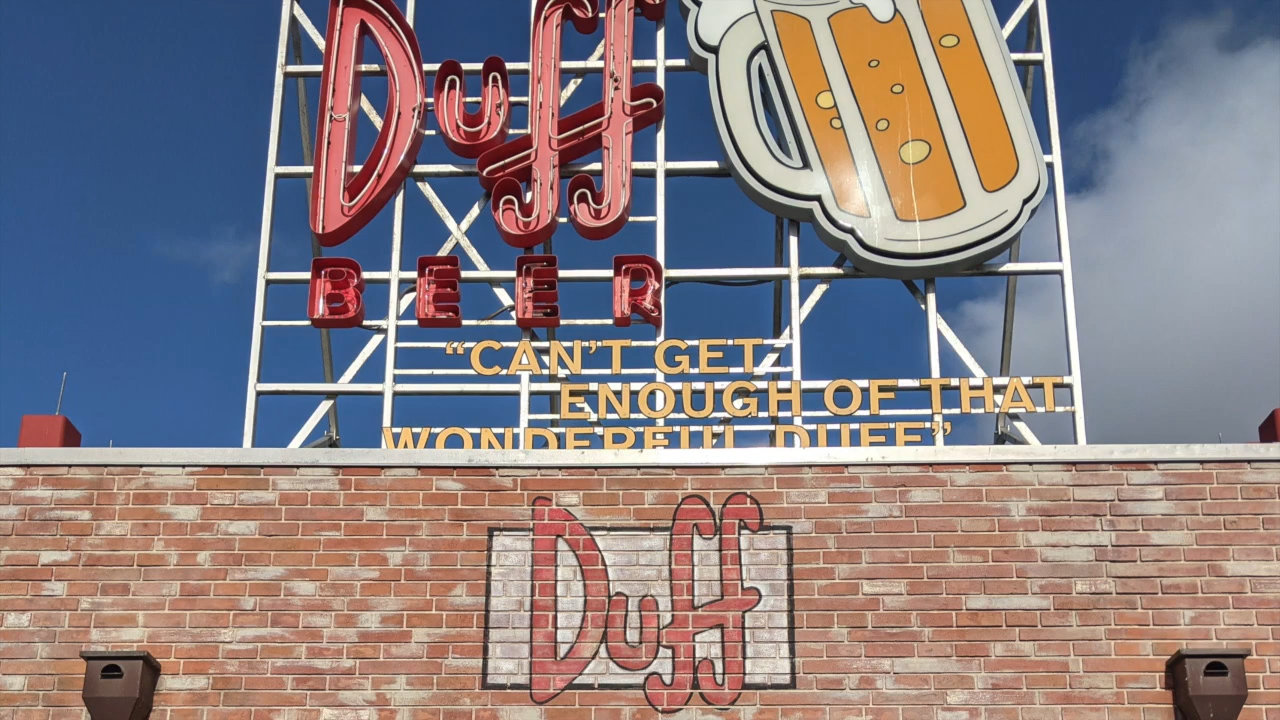 Duff
BEER
“CAN’T GET
ENOUGH OF THAT
WONDERFUL DUFF”
Duff